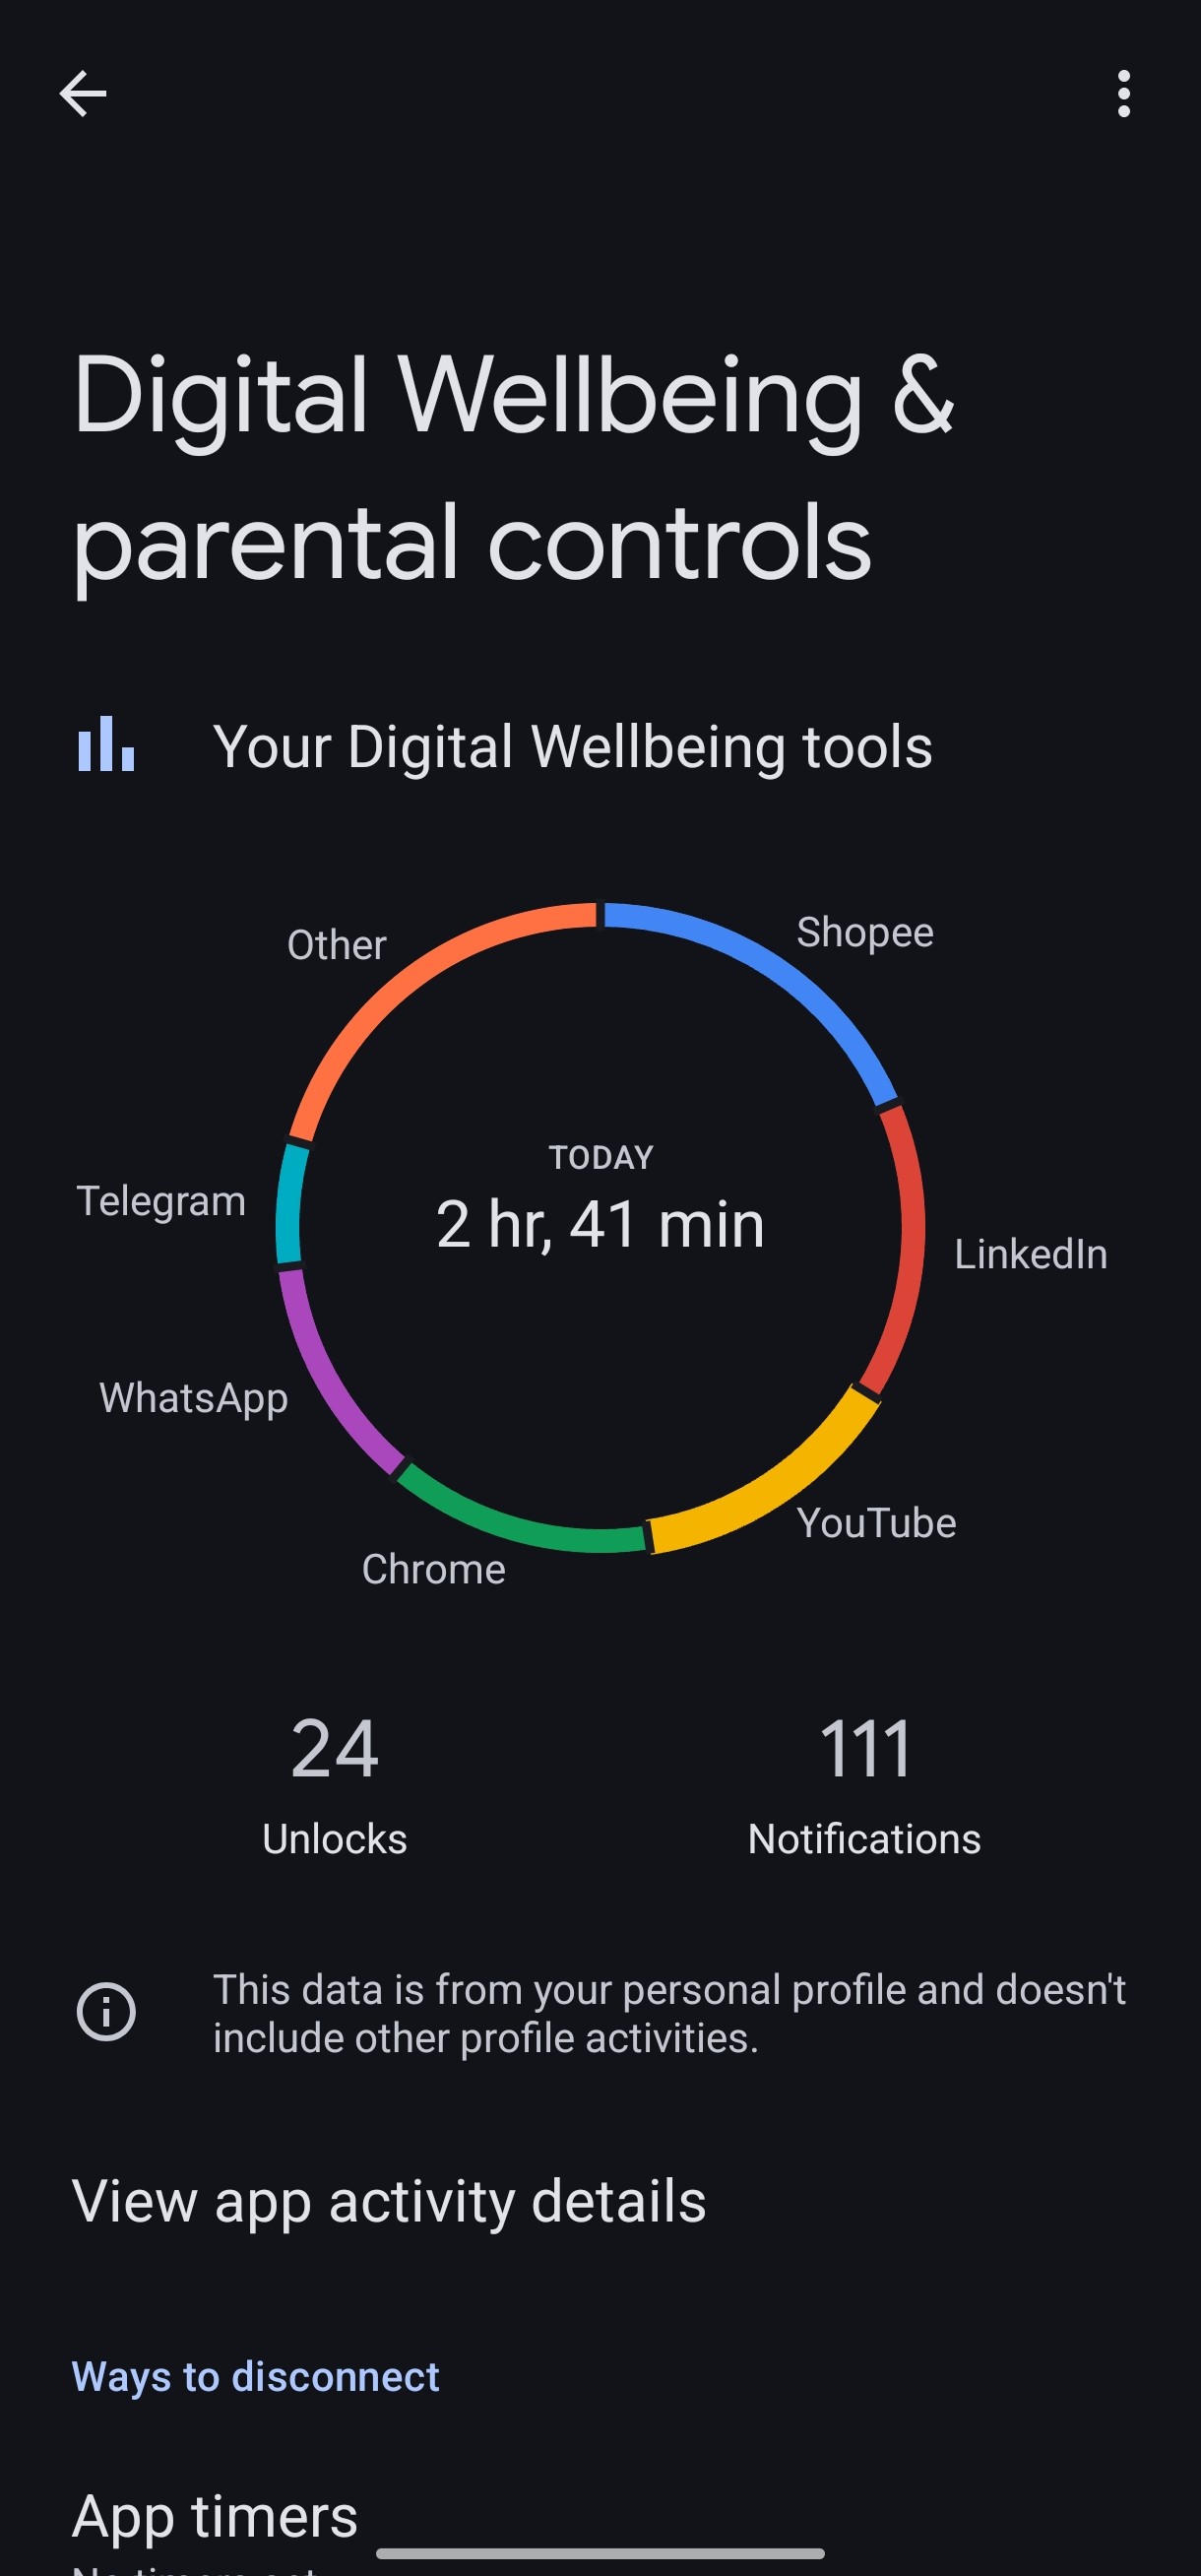 Digital Wellbeing &
parental controls
Your Digital Wellbeing tools
Other
Shopee
TODAY
2 hr, 41 min
Telegram
LinkedIn
WhatsApp
YouTube
Chrome
24
Unlocks
111
Notifications
This data is from your personal profile and doesn't
include other profile activities.
View app activity details
Ways to disconnect
App timers